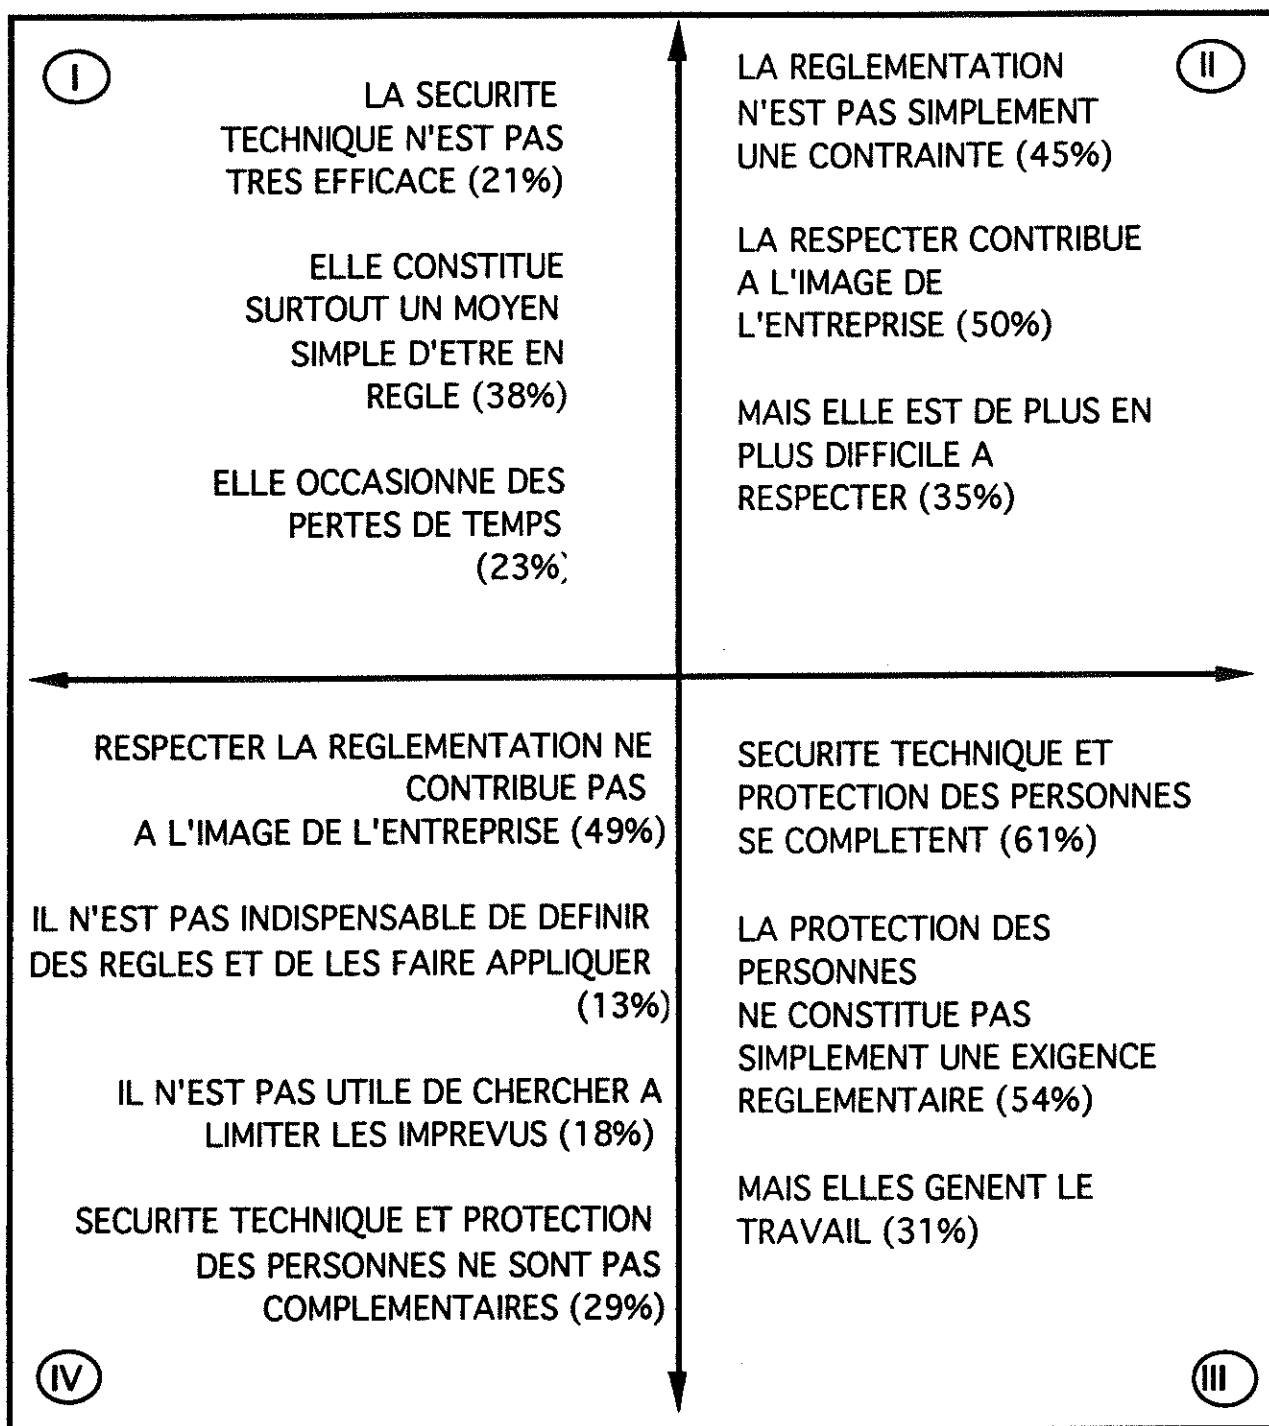 I
LA SECURITE
TECHNIQUE N'EST PAS
TRES EFFICACE (21%)
ELLE CONSTITUE
SURTOUT UN MOYEN
SIMPLE D'ETRE EN
REGLE (38%)
ELLE OCCASIONNE DES
PERTES DE TEMPS
(23%)
II
LA REGLEMENTATION
N'EST PAS SIMPLEMENT
UNE CONTRAINTE (45%)
LA RESPECTER CONTRIBUE
A L'IMAGE DE
L'ENTREPRISE (50%)
MAIS ELLE EST DE PLUS EN
PLUS DIFFICILE A
RESPECTER (35%)
RESPECTER LA REGLEMENTATION NE
CONTRIBUE PAS
A L'IMAGE DE L'ENTREPRISE (49%)
IL N'EST PAS INDISPENSABLE DE DEFINIR
DES REGLES ET DE LES FAIRE APPLIQUER
(13%)
IL N'EST PAS UTILE DE CHERCHER A
LIMITER LES IMPREVUS (18%)
SECURITE TECHNIQUE ET PROTECTION
DES PERSONNES NE SONT PAS
COMPLEMENTAIRES (29%)
IV
SECURITE TECHNIQUE ET
PROTECTION DES PERSONNES
SE COMPLETENT (61%)
LA PROTECTION DES
PERSONNES
NE CONSTITUE PAS
SIMPLEMENT UNE EXIGENCE
REGLEMENTAIRE (54%)
MAIS ELLES GENENT LE
TRAVAIL (31%)
III